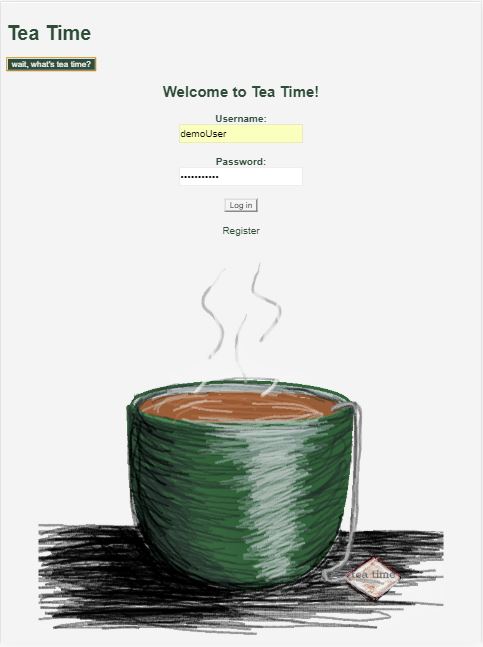 Tea Time
wait, what's tea time?
Welcome to Tea Time!
Username:
demoUser
Password:
•••••••••••
Log in
Register
tea time